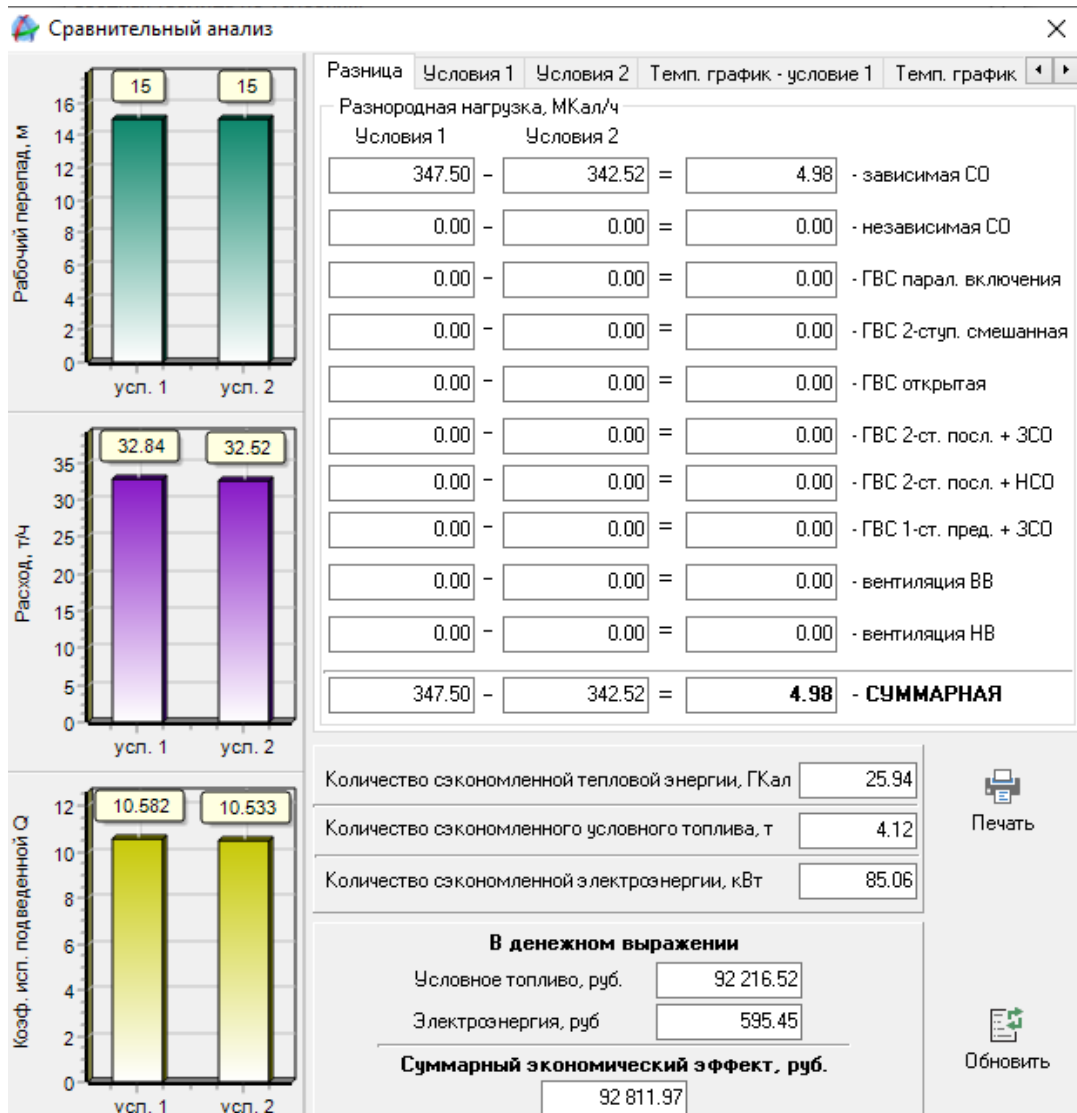 Сравнительный анализ
Рабочий перепад, м
16
14
12
10
8
6
4
2
0
15
15
усл. 1
усл. 2
Расход, т/ч
35
30
25
20
15
10
5
0
32.84
32.52
усл. 1
усл. 2
Коэф. исп. подведенной Q
12
10
8
6
4
2
0
10.582
10.533
усл. 1
усл. 2
Разница Условия 1 Условия 2 Темп. график - условие 1 Темп. график
Разнородная нагрузка, МКал/ч
Условия 1 Условия 2
347.50 - 342.52 = 4.98 - зависимая СО
0.00 - 0.00 = 0.00 - независимая СО
0.00 - 0.00 = 0.00 - ГВС парал. включения
0.00 - 0.00 = 0.00 - ГВС 2-ступ. смешанная
0.00 - 0.00 = 0.00 - ГВС открытая
0.00 - 0.00 = 0.00 - ГВС 2-ст. посл. + ЗСО
0.00 - 0.00 = 0.00 - ГВС 2-ст. посл. + НСО
0.00 - 0.00 = 0.00 - ГВС 1-ст. пред. + ЗСО
0.00 - 0.00 = 0.00 - вентиляция ВВ
0.00 - 0.00 = 0.00 - вентиляция НВ
347.50 - 342.52 = 4.98 - СУММАРНАЯ
Количество сэкономленной тепловой энергии, ГКал 25.94
Количество сэкономленного условного топлива, т 4.12
Количество сэкономленной электроэнергии, кВт 85.06
Печать
В денежном выражении
Условное топливо, руб. 92 216.52
Электроэнергия, руб 595.45
Суммарный экономический эффект, руб.
92 811.97
Обновить